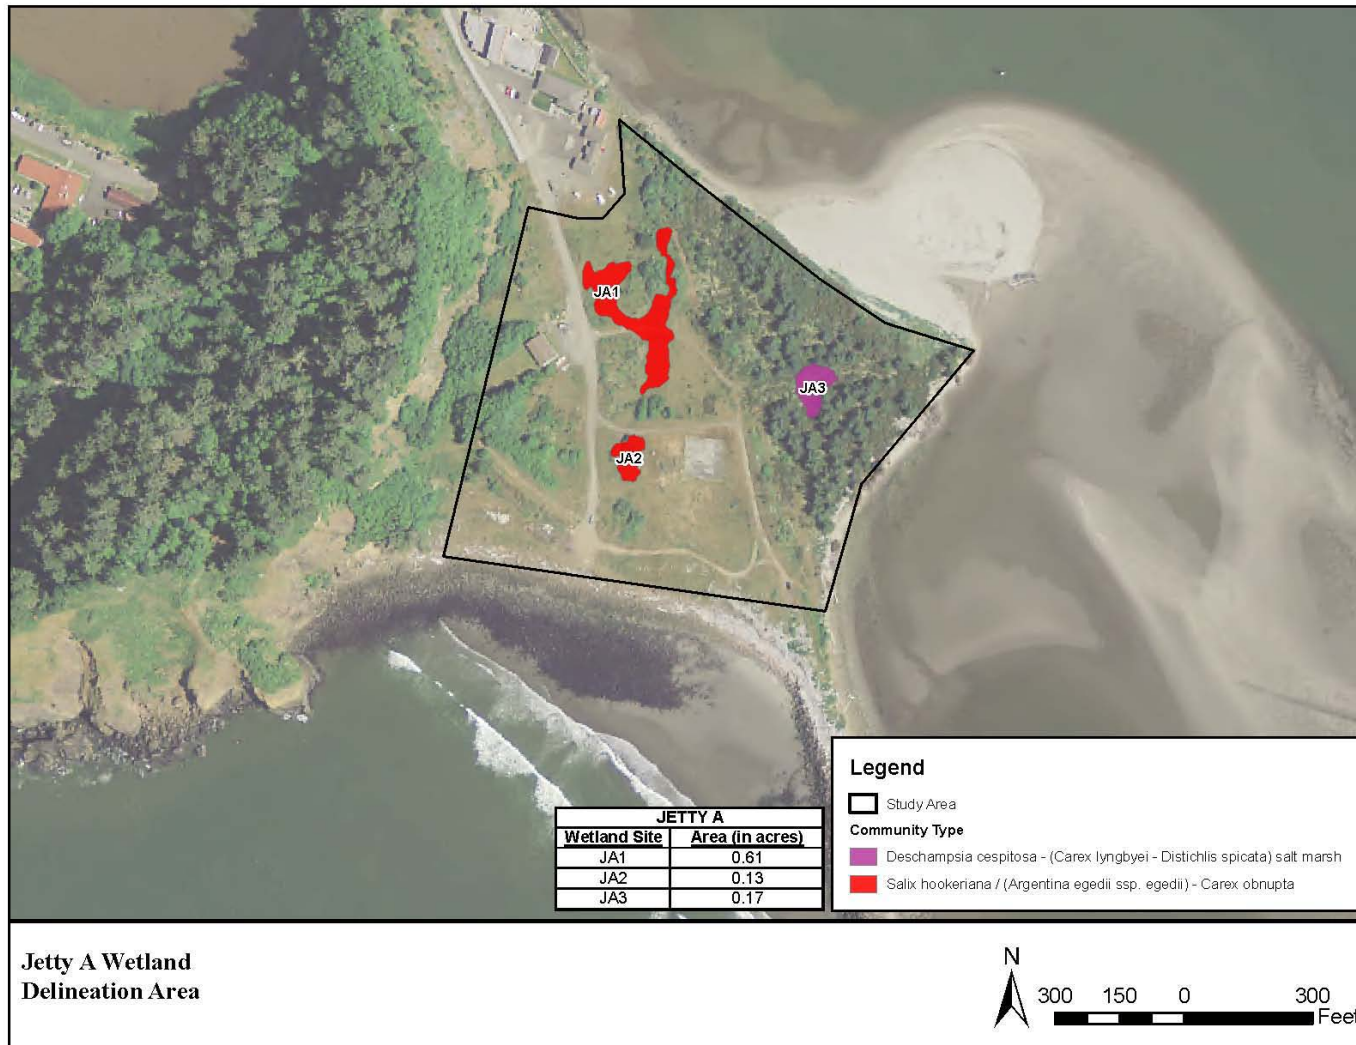 JA1
JA3
JA2
JETTY A
Wetland Site Area (in acres)
JA1 0.61
JA2 0.13
JA3 0.17
Legend
Study Area
Community Type
Deschampsia cespitosa - (Carex lyngbyei - Distichlis spicata) salt marsh
Salix hookeriana / (Argentina egedii ssp. egedii) - Carex obnupta
Jetty A Wetland
Delineation Area
N
300 150 0 300
Feet